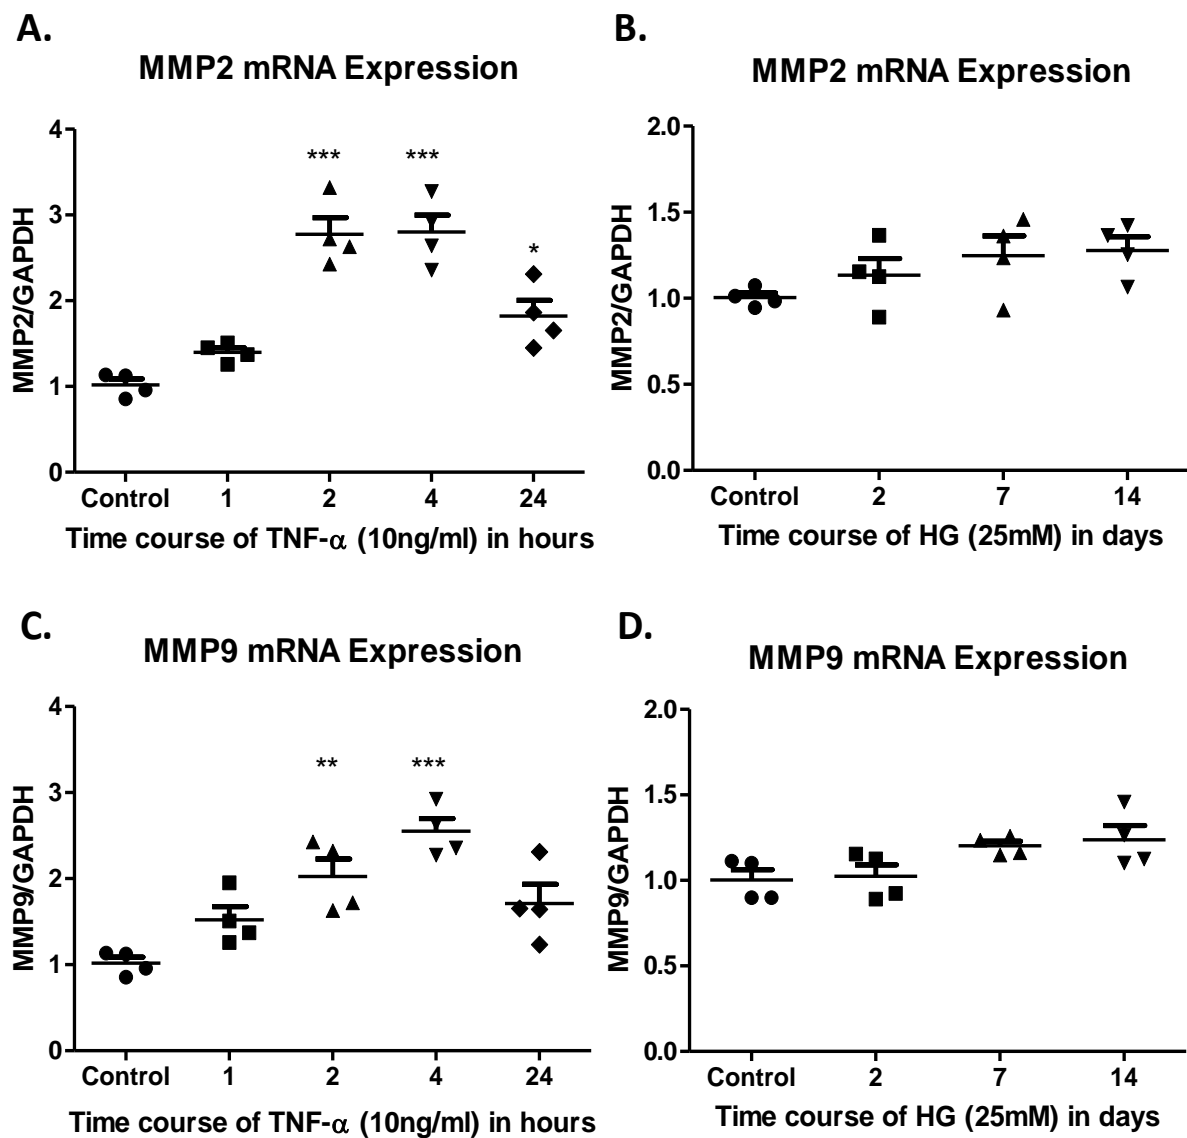 A.
MMP2 mRNA Expression
MMP2/GAPDH
4
3
2
1
0
*** *** *
Control 1 2 4 24
Time course of TNF-α (10ng/ml) in hours
B.
MMP2 mRNA Expression
MMP2/GAPDH
2.0
1.5
1.0
0.5
0.0
Control 2 7 14
Time course of HG (25mM) in days
C.
MMP9 mRNA Expression
MMP9/GAPDH
4
3
2
1
0
** ***
Control 1 2 4 24
Time course of TNF-α (10ng/ml) in hours
D.
MMP9 mRNA Expression
MMP9/GAPDH
2.0
1.5
1.0
0.5
0.0
Control 2 7 14
Time course of HG (25mM) in days